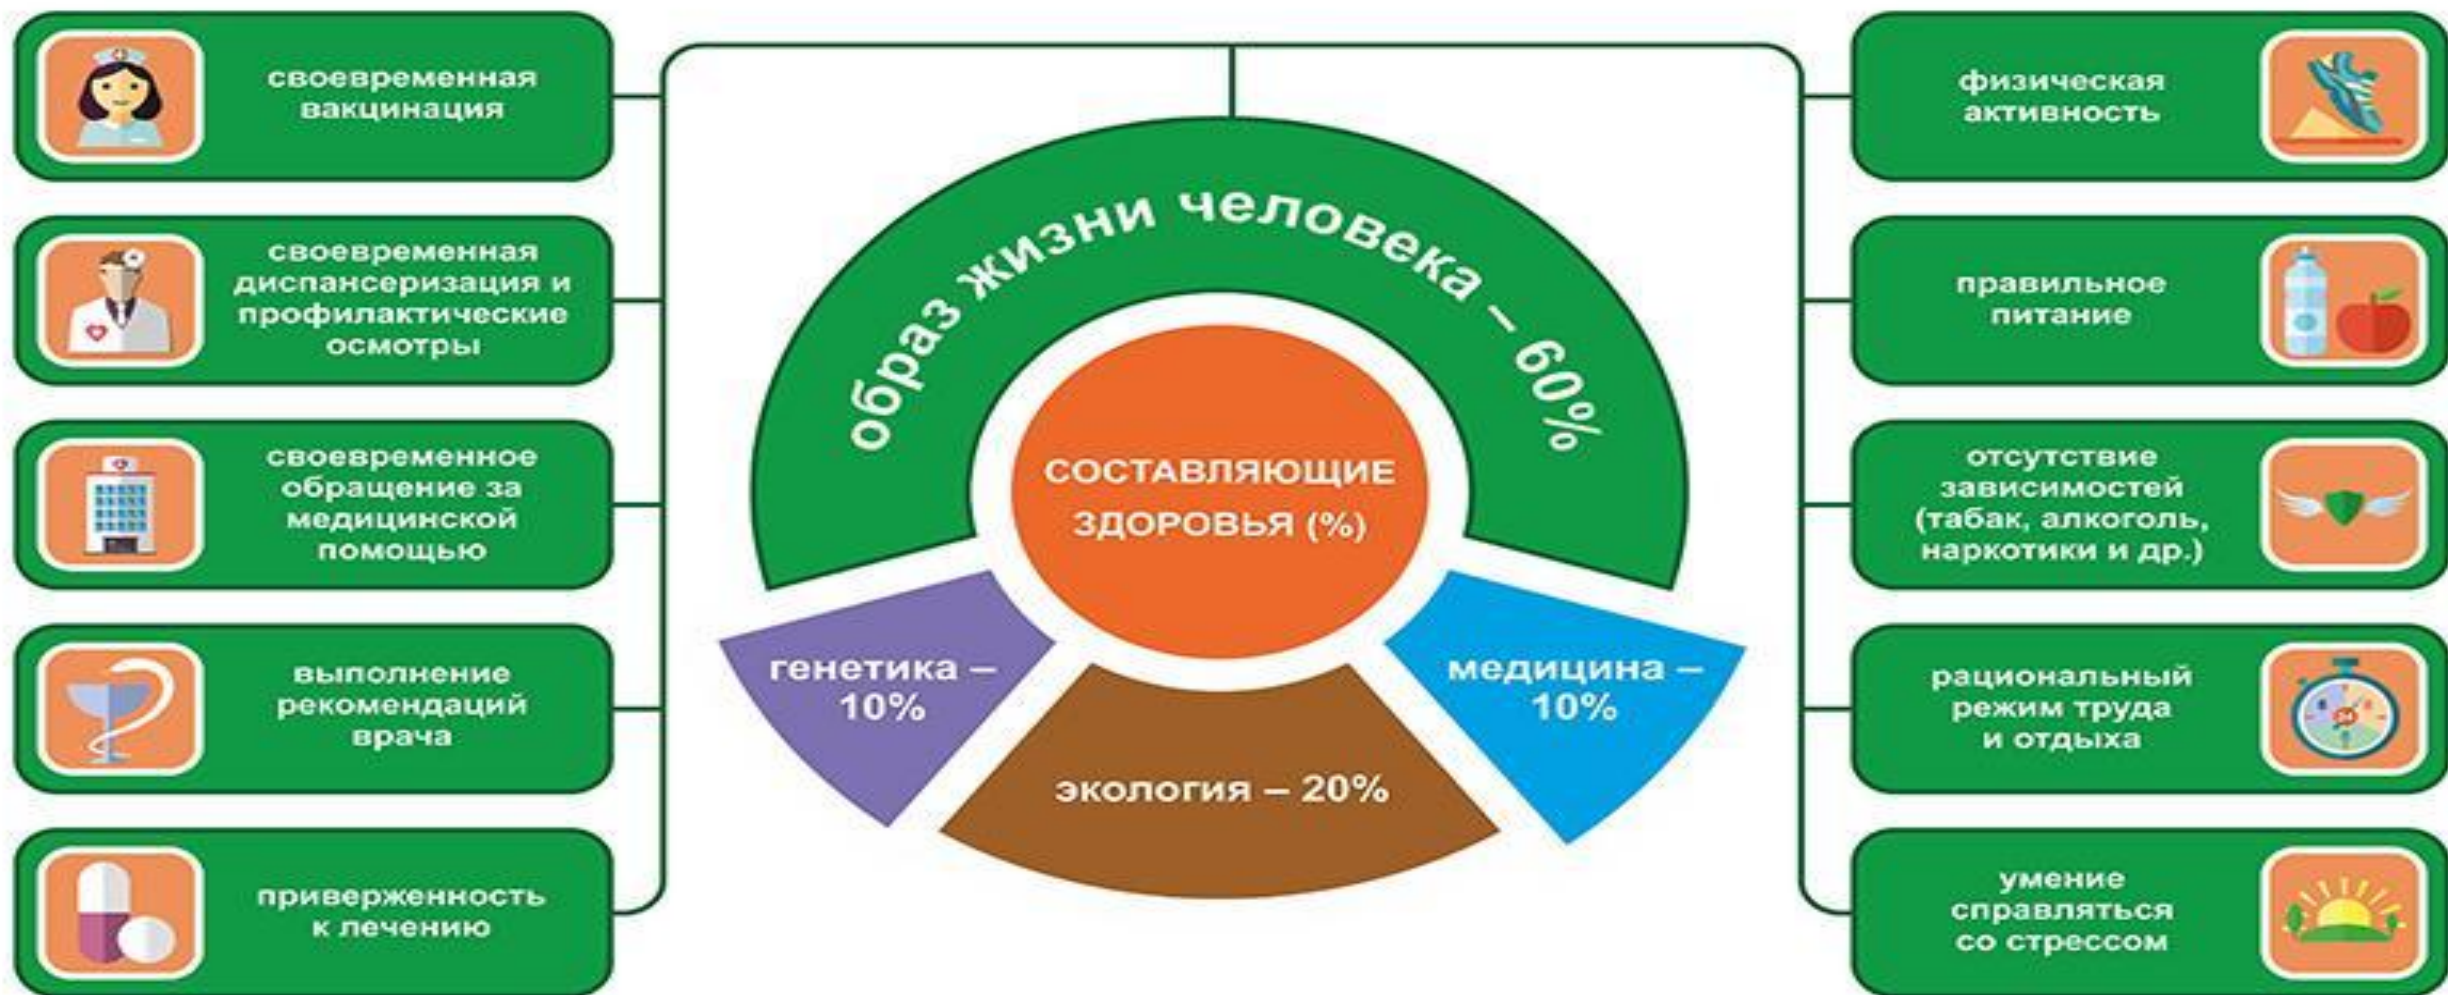 своевременная
вакцинация
своевременная
диспансеризация и
профилактические
осмотры
своевременное
обращение за
медицинской
помощью
выполнение
рекомендаций
врача
приверженность
к лечению
образ жизни человека – 60%
СОСТАВЛЯЮЩИЕ
ЗДОРОВЬЯ (%)
генетика –
10%
экология – 20%
медицина –
10%
физическая
активность
правильное
питание
отсутствие
зависимостей
(табак, алкоголь,
наркотики и др.)
рациональный
режим труда
и отдыха
умение
справляться
со стрессом